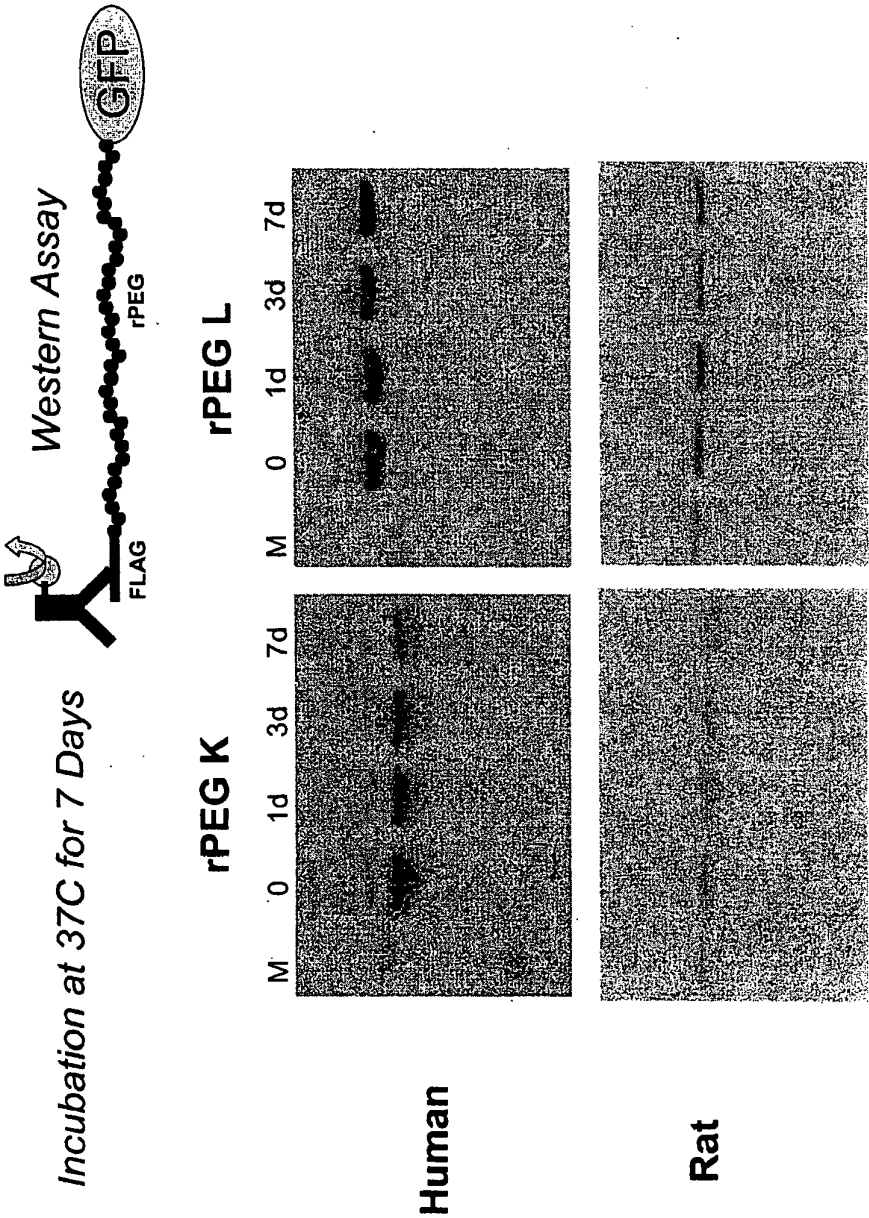 Incubation at 37C for 7 Days
Western Assay
FLAG
rPEG
GFP
rPEG K
rPEG L
M 0 1d 3d 7d
M 0 1d 3d 7d
Human
Rat